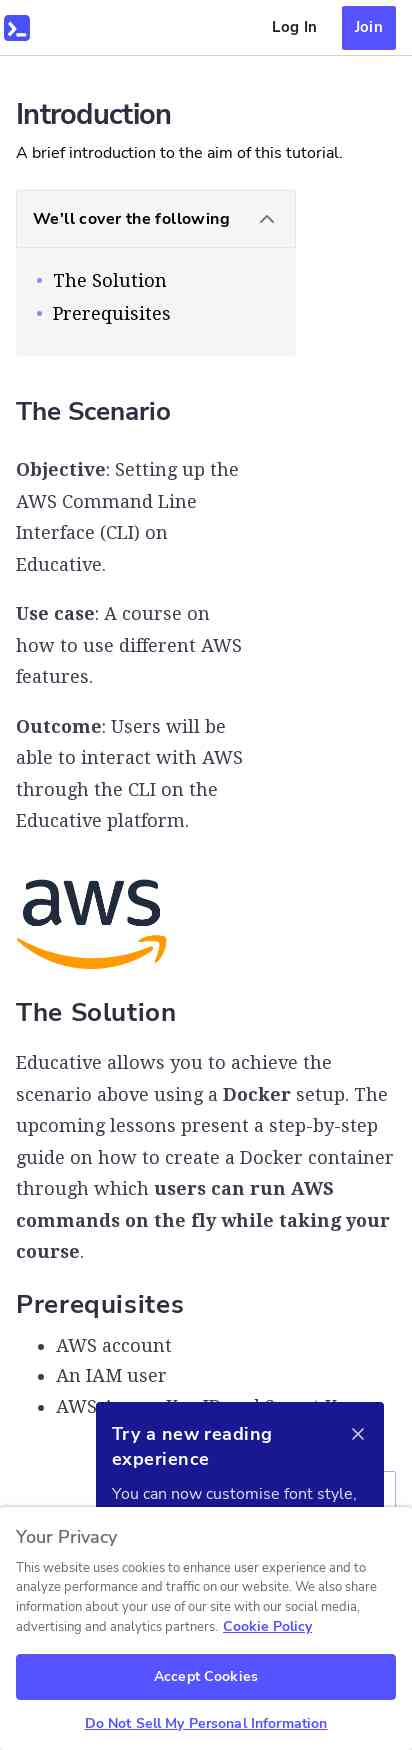 Log In
Join
Introduction
A brief introduction to the aim of this tutorial.
We'll cover the following
The Solution
Prerequisites
The Scenario
Objective: Setting up the
AWS Command Line
Interface (CLI) on
Educative.
Use case: A course on
how to use different AWS
features.
Outcome: Users will be
able to interact with AWS
through the CLI on the
Educative platform.
aws
The Solution
Educative allows you to achieve the
scenario above using a Docker setup. The
upcoming lessons present a step-by-step
guide on how to create a Docker container
through which users can run AWS
commands on the fly while taking your
course.
Prerequisites
AWS account
An IAM user
AWS
Try a new reading
experience
You can now customise font style,
Your Privacy
This website uses cookies to enhance user experience and to
analyze performance and traffic on our website. We also share
information about your use of our site with our social media,
advertising and analytics partners. Cookie Policy
Accept Cookies
Do Not Sell My Personal Information